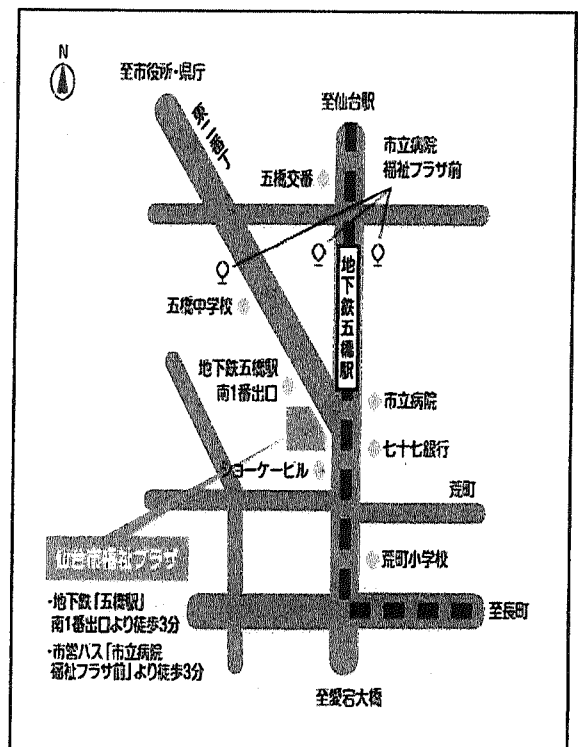 N
至市役所・県庁
東二番丁
至仙台駅
市立病院
福祉プラザ前
五橋交番
地下鉄五橋駅
五橋中学校
地下鉄五橋駅
南1番出口
市立病院
七十七銀行
ショーケービル
荒町
仙台市福祉プラザ
荒町小学校
・地下鉄「五橋駅」
南1番出口より徒歩3分
・市営バス「市立病院
福祉プラザ前」より徒歩3分
至長町
至愛宕大橋